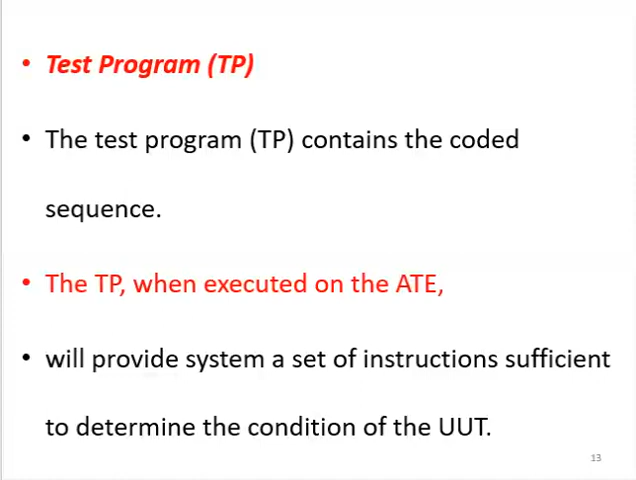 • Test Program (TP)
• The test program (TP) contains the coded
sequence.
• The TP, when executed on the ATE,
• will provide system a set of instructions sufficient
to determine the condition of the UUT.
13